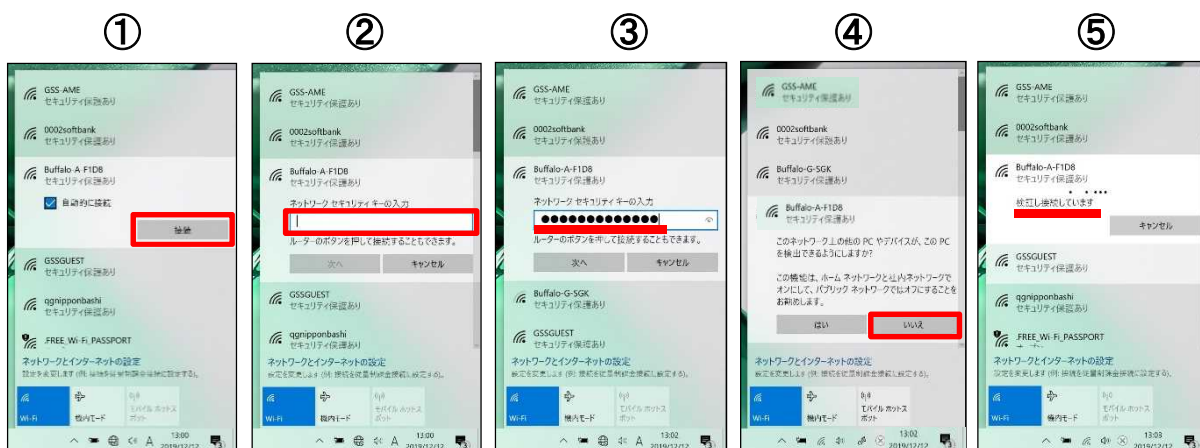 ①
GSS-AME
セキュリティ保護あり
0002softbank
セキュリティ保護あり
Buffalo-A-F1D8
セキュリティ保護あり
自動的に接続
接続
GSSGUEST
セキュリティ保護あり
qgnipponbashi
セキュリティ保護あり
.FREE_Wi-Fi_PASSPORT
ネットワークとインターネットの設定
Wi-Fi
機内モード
モバイル ホットス
ポット
A
13:00
2019/12/12
②
GSS-AME
セキュリティ保護あり
0002softbank
セキュリティ保護あり
Buffalo-A-F1D8
セキュリティ保護あり
ネットワーク セキュリティ キーの入力
ルーターのボタンを押して接続することもできます。
次へ
キャンセル
GSSGUEST
セキュリティ保護あり
qgnipponbashi
セキュリティ保護あり
ネットワークとインターネットの設定
Wi-Fi
機内モード
モバイル ホットス
ポット
A
13:00
2019/12/12
③
GSS-AME
セキュリティ保護あり
0002softbank
セキュリティ保護あり
Buffalo-A-F1D8
セキュリティ保護あり
ネットワーク セキュリティ キーの入力
●●●●●●●●●●●●●
ルーターのボタンを押して接続することもできます。
次へ
キャンセル
Buffalo-G-5GK
セキュリティ保護あり
GSSGUEST
セキュリティ保護あり
ネットワークとインターネットの設定
Wi-Fi
機内モード
モバイル ホットス
ポット
A
13:02
2019/12/12
④
GSS-AME
セキュリティ保護あり
0002softbank
セキュリティ保護あり
Buffalo-G-5GK
セキュリティ保護あり
Buffalo-A-F1D8
セキュリティ保護あり
このネットワーク上の他の PC やデバイスが、この PC
を検出できるようにしますか?
この機能は、ホーム ネットワークと社内ネットワークで
オンにして、パブリック ネットワークではオフにすることを
お勧めします。
はい
いいえ
ネットワークとインターネットの設定
Wi-Fi
機内モード
モバイル ホットス
ポット
13:02
2019/12/12
⑤
GSS-AME
セキュリティ保護あり
0002softbank
セキュリティ保護あり
Buffalo-A-F1D8
セキュリティ保護あり
検証し接続しています
キャンセル
GSSGUEST
セキュリティ保護あり
qgnipponbashi
セキュリティ保護あり
.FREE_Wi-Fi_PASSPORT
ネットワークとインターネットの設定
Wi-Fi
機内モード
モバイル ホットス
ポット
13:03
2019/12/12